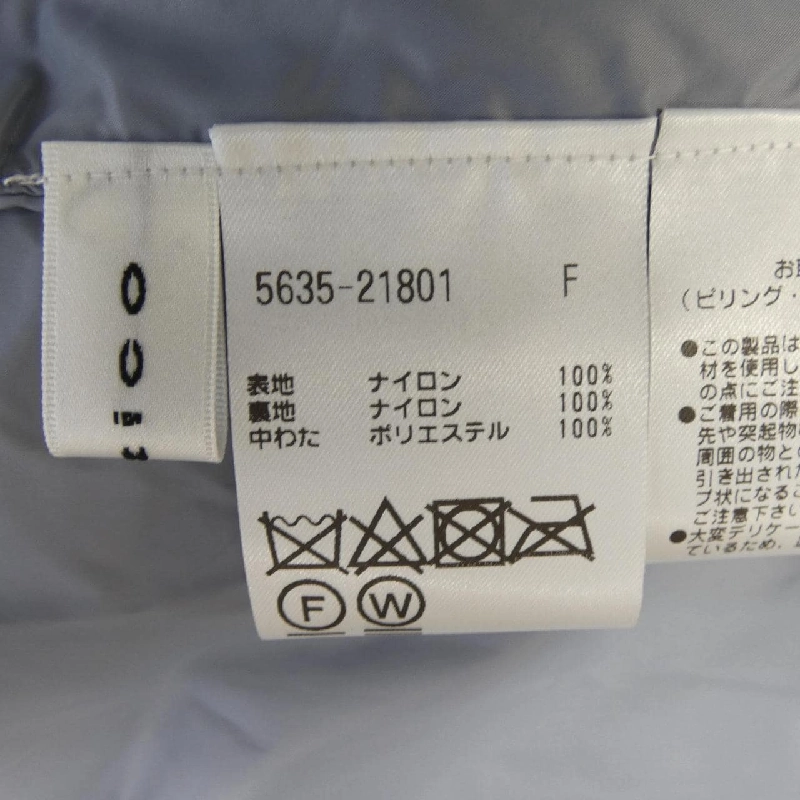 5635-21801 F
表地 ナイロン 100%
裏地 ナイロン 100%
中わた ポリエステル 100%
F W
お
(ピリング・
●この製品は
材を使用し
の点にご注
●ご着用の際
先や突起物
周囲の物と
引き出され
プ状になるこ
ご注意下さい
●大変デリケー
ているため、